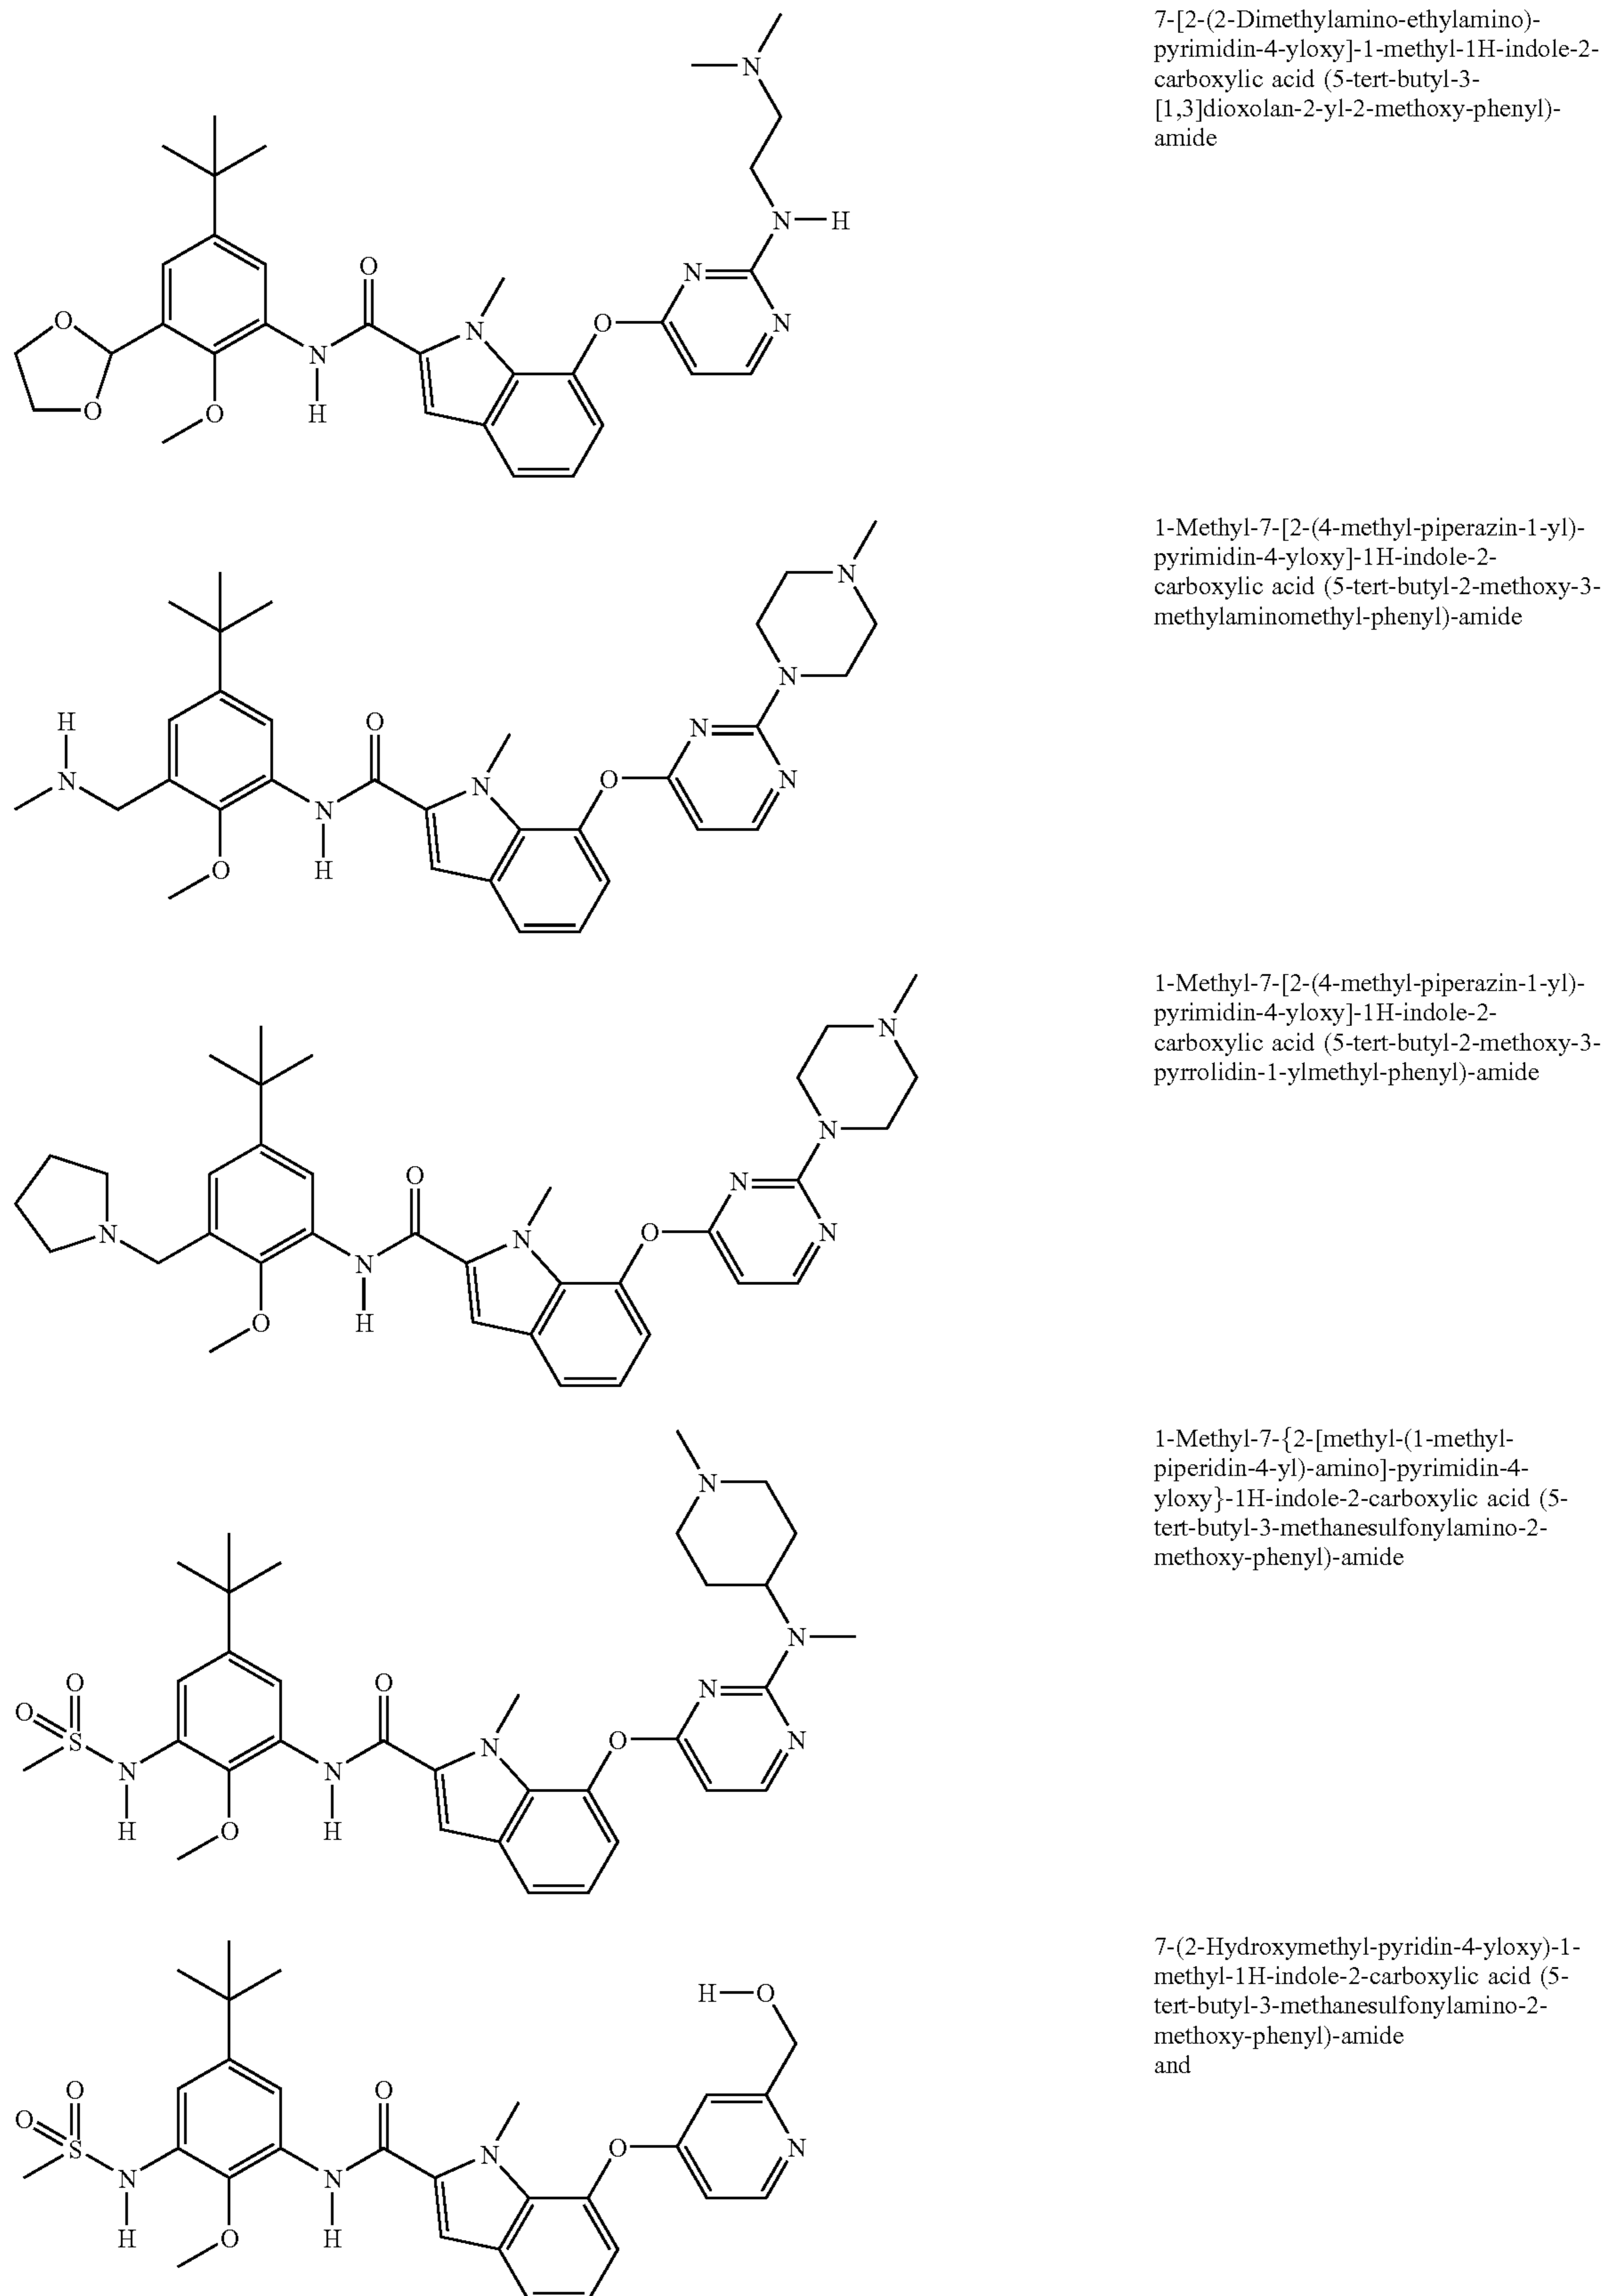 7-[2-(2-Dimethylamino-ethylamino)-
pyrimidin-4-yloxy]-1-methyl-1H-indole-2-
carboxylic acid (5-tert-butyl-3-
[1,3]dioxolan-2-yl-2-methoxy-phenyl)-
amide
N
N—H
N
N
O
O
N
O
N
H
O
O
1-Methyl-7-[2-(4-methyl-piperazin-1-yl)-
pyrimidin-4-yloxy]-1H-indole-2-
carboxylic acid (5-tert-butyl-2-methoxy-3-
methylaminomethyl-phenyl)-amide
N
N
H
O
N
N
N
O
N
N
H
O
1-Methyl-7-[2-(4-methyl-piperazin-1-yl)-
pyrimidin-4-yloxy]-1H-indole-2-
carboxylic acid (5-tert-butyl-2-methoxy-3-
pyrrolidin-1-ylmethyl-phenyl)-amide
N
N
O
N
N
N
O
N
N
H
O
1-Methyl-7-{2-[methyl-(1-methyl-
piperidin-4-yl)-amino]-pyrimidin-4-
yloxy}-1H-indole-2-carboxylic acid (5-
tert-butyl-3-methanesulfonylamino-2-
methoxy-phenyl)-amide
N
N
O
O
N
O
S
N
O
N
N
N
H
O
H
7-(2-Hydroxymethyl-pyridin-4-yloxy)-1-
methyl-1H-indole-2-carboxylic acid (5-
tert-butyl-3-methanesulfonylamino-2-
methoxy-phenyl)-amide
and
H—O
O
O
O
S
N
O
N
N
N
H
O
H